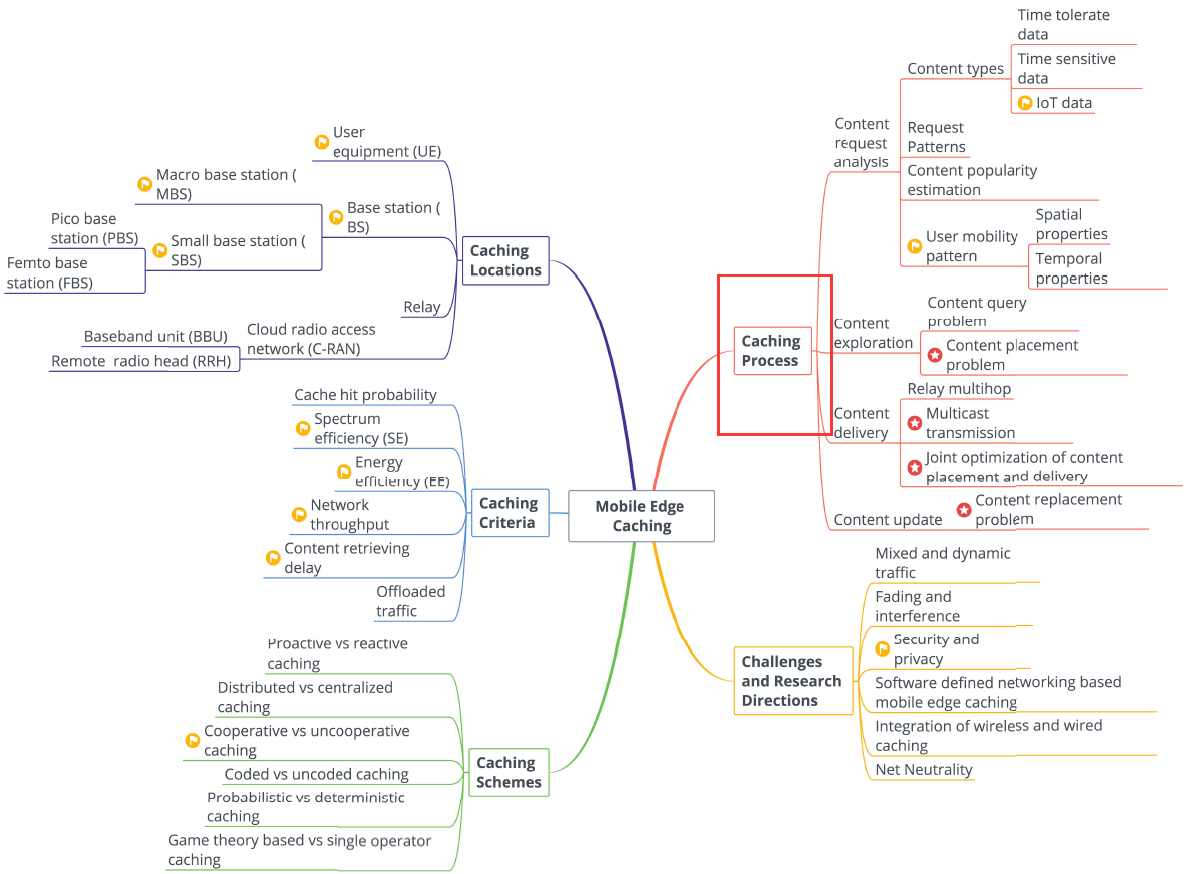 Time tolerate
data
Time sensitive
data
IoT data
Content types
Content
request
analysis
Request
Patterns
Content popularity
estimation
User mobility
pattern
Spatial
properties
Temporal
properties
Content
exploration
Content query
problem
Content placement
problem
Content
delivery
Relay multihop
Multicast
transmission
Joint optimization of content
placement and delivery
Content update
Content replacement
problem
Caching
Process
User
equipment (UE)
Macro base station (
MBS)
Base station (
BS)
Pico base
station (PBS)
Small base station (
SBS)
Femto base
station (FBS)
Caching
Locations
Relay
Baseband unit (BBU)
Cloud radio access
network (C-RAN)
Remote radio head (RRH)
Cache hit probability
Spectrum
efficiency (SE)
Energy
efficiency (EE)
Network
throughput
Content retrieving
delay
Offloaded
traffic
Caching
Criteria
Mobile Edge
Caching
Proactive vs reactive
caching
Distributed vs centralized
caching
Cooperative vs uncooperative
caching
Coded vs uncoded caching
Probabilistic vs deterministic
caching
Game theory based vs single operator
caching
Caching
Schemes
Challenges
and Research
Directions
Mixed and dynamic
traffic
Fading and
interference
Security and
privacy
Software defined networking based
mobile edge caching
Integration of wireless and wired
caching
Net Neutrality